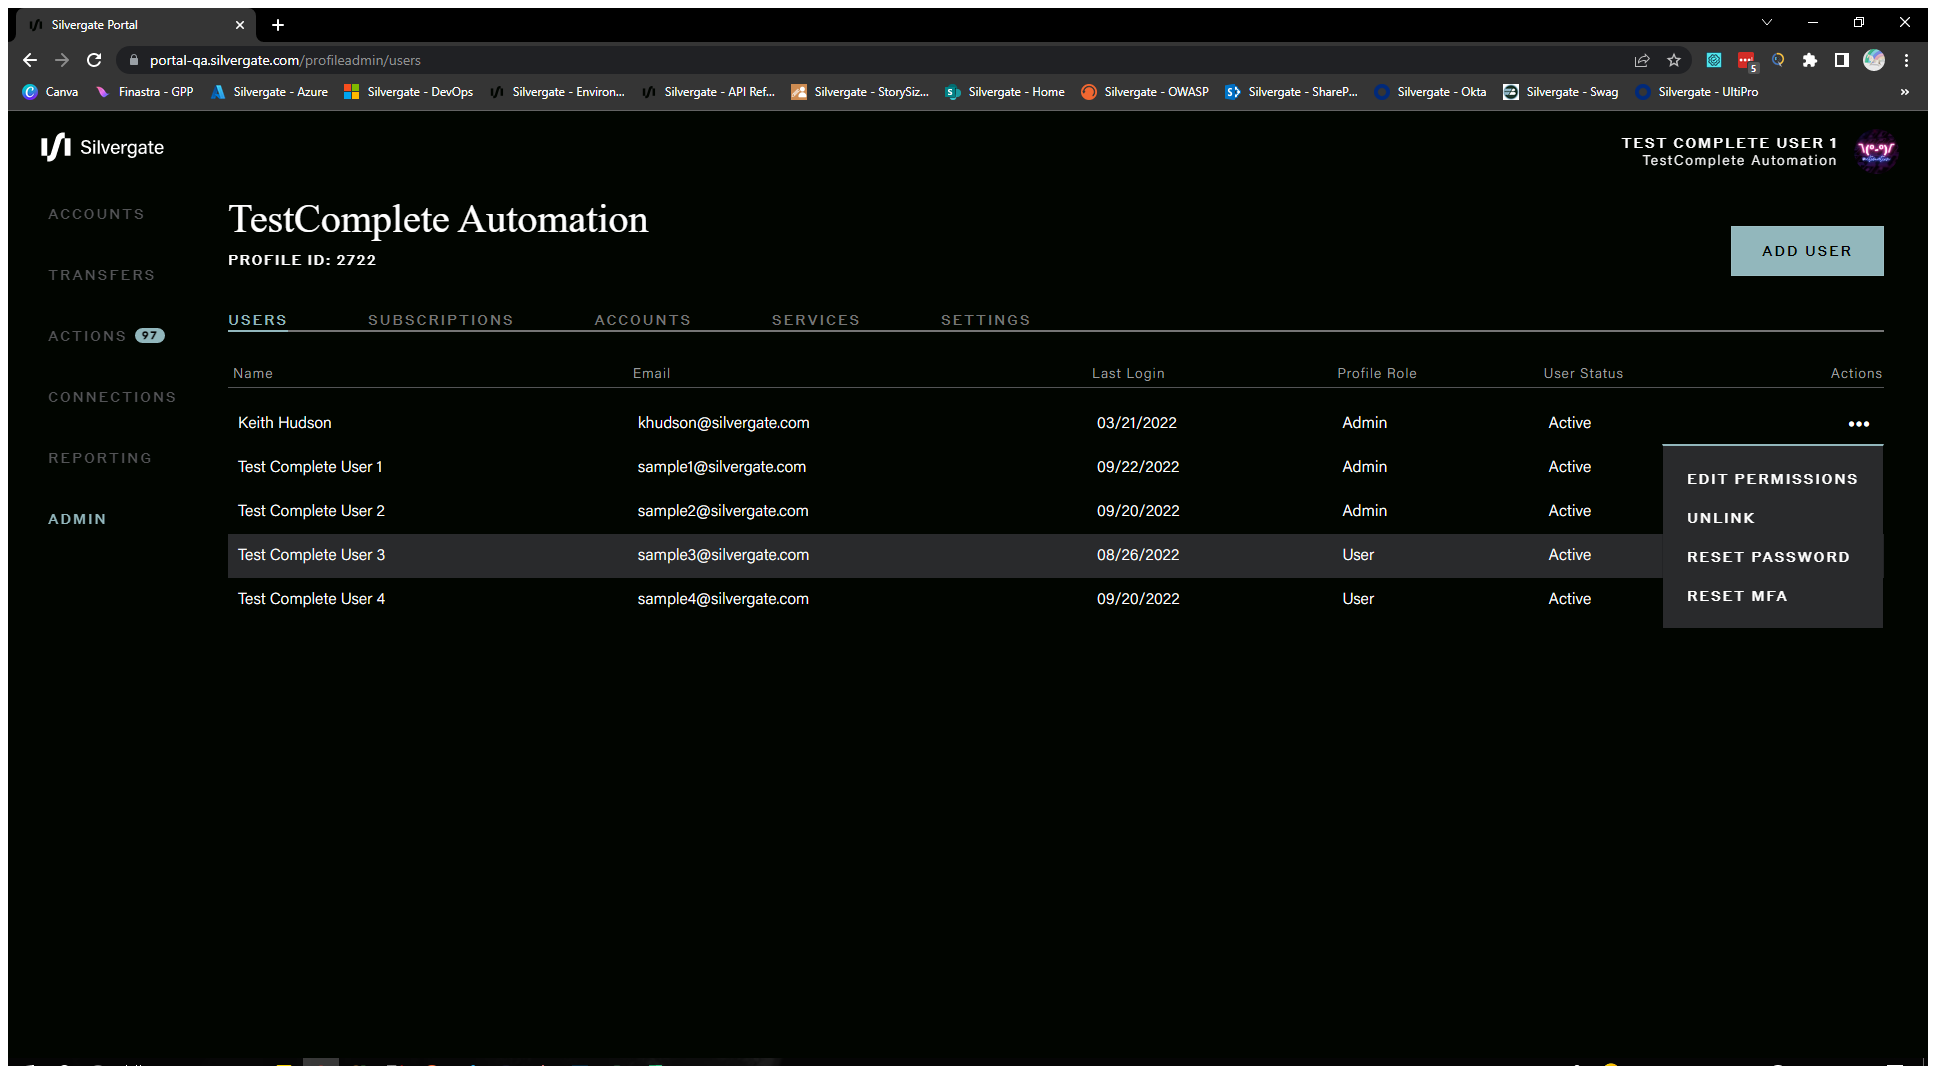 Silvergate Portal
portal-qa.silvergate.com/profileadmin/users
5
Canva Finastra - GPP Silvergate - Azure Silvergate - DevOps Silvergate - Environ... Silvergate - API Ref... Silvergate - StorySiz... Silvergate - Home Silvergate - OWASP Silvergate - ShareP... Silvergate - Okta Silvergate - Swag Silvergate - UltiPro »
Silvergate
TEST COMPLETE USER 1
TestComplete Automation
ACCOUNTS
TRANSFERS
ACTIONS 97
CONNECTIONS
REPORTING
ADMIN
TestComplete Automation
PROFILE ID: 2722
ADD USER
USERS SUBSCRIPTIONS ACCOUNTS SERVICES SETTINGS
Name Email Last Login Profile Role User Status Actions
Keith Hudson khudson@silvergate.com 03/21/2022 Admin Active •••
Test Complete User 1 sample1@silvergate.com 09/22/2022 Admin Active
Test Complete User 2 sample2@silvergate.com 09/20/2022 Admin Active
Test Complete User 3 sample3@silvergate.com 08/26/2022 User Active
Test Complete User 4 sample4@silvergate.com 09/20/2022 User Active
EDIT PERMISSIONS
UNLINK
RESET PASSWORD
RESET MFA